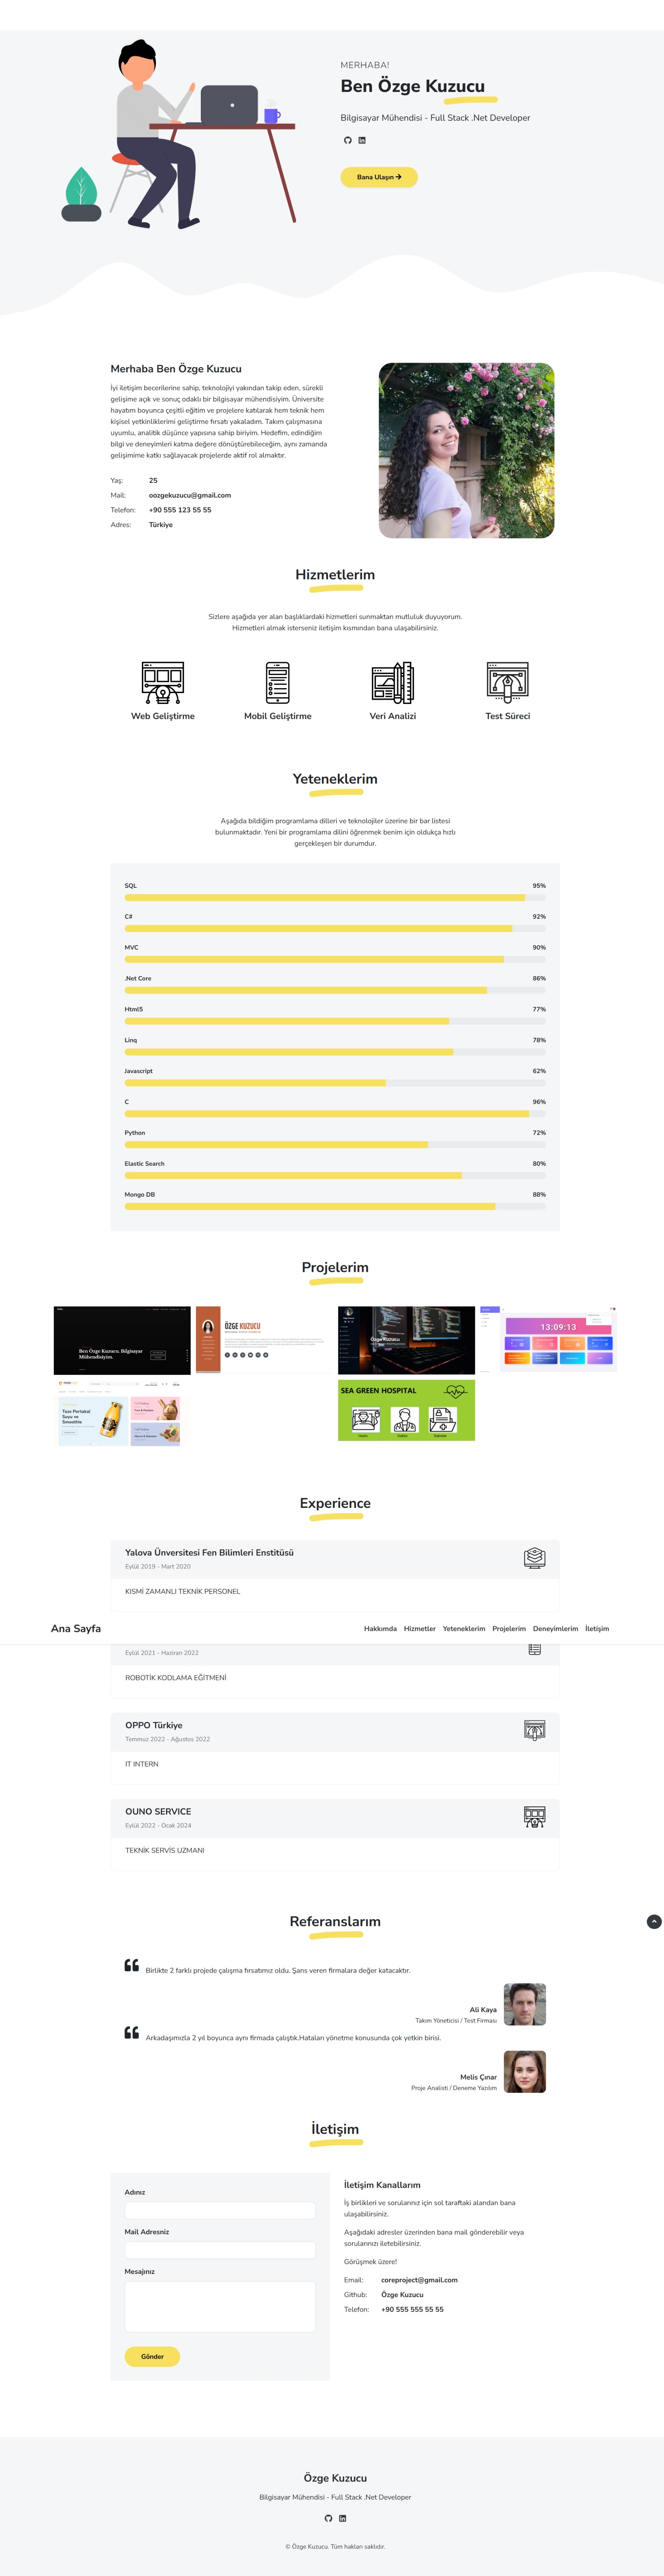 MERHABA!
Ben Özge Kuzucu
Bilgisayar Mühendisi - Full Stack .Net Developer
Bana Ulaşın
Merhaba Ben Özge Kuzucu
İyi iletişim becerilerine sahip, teknolojiyi yakından takip eden, sürekli
gelişime açık ve sonuç odaklı bir bilgisayar mühendisiyim. Üniversite
hayatım boyunca çeşitli eğitim ve projelere katılarak hem teknik hem
kişisel yetkinliklerimi geliştirme fırsatı yakaladım. Takım çalışmasına
uyumlu, analitik düşünce yapısına sahip biriyim. Hedefim, edindiğim
bilgi ve deneyimleri katma değere dönüştürebileceğim, aynı zamanda
gelişimime katkı sağlayacak projelerde aktif rol almaktır.
Yaş: 25
Mail: oozgekuzucu@gmail.com
Telefon: +90 555 123 55 55
Adres: Türkiye
Hizmetlerim
Sizlere aşağıda yer alan başlıklardaki hizmetleri sunmaktan mutluluk duyuyorum.
Hizmetleri almak isterseniz iletişim kısmından bana ulaşabilirsiniz.
Web Geliştirme
Mobil Geliştirme
Veri Analizi
Test Süreci
Yeteneklerim
Aşağıda bildiğim programlama dilleri ve teknolojiler üzerine bir bar listesi
bulunmaktadır. Yeni bir programlama dilini öğrenmek benim için oldukça hızlı
gerçekleşen bir durumdur.
SQL 95%
C# 92%
MVC 90%
.Net Core 86%
Html5 77%
Linq 78%
Javascript 62%
C 96%
Python 72%
Elastic Search 80%
Mongo DB 88%
Projelerim
Ben Özge Kuzucu. Bilgisayar
Mühendisiyim.
ÖZGE KUZUCU
Özge Kuzucu
13:09:13
Taze Portakal
Suyu ve
Smoothie
SEA GREEN HOSPITAL
Experience
Yalova Ünversitesi Fen Bilimleri Enstitüsü
Eylül 2019 - Mart 2020
KISMİ ZAMANLI TEKNİK PERSONEL
Ana Sayfa
Hakkımda Hizmetler Yeteneklerim Projelerim Deneyimlerim İletişim
Eylül 2021 - Haziran 2022
ROBOTİK KODLAMA EĞİTMENİ
OPPO Türkiye
Temmuz 2022 - Ağustos 2022
IT INTERN
OUNO SERVICE
Eylül 2022 - Ocak 2024
TEKNİK SERVİS UZMANI
Referanslarım
Birlikte 2 farklı projede çalışma fırsatımız oldu. Şans veren firmalara değer katacaktır.
Ali Kaya
Takım Yöneticisi / Test Firması
Arkadaşımızla 2 yıl boyunca aynı firmada çalıştık.Hataları yönetme konusunda çok yetkin birisi.
Melis Çınar
Proje Analisti / Deneme Yazılım
İletişim
Adınız
Mail Adresniz
Mesajınız
Gönder
İletişim Kanallarım
İş birlikleri ve sorularınız için sol taraftaki alandan bana
ulaşabilirsiniz.
Aşağıdaki adresler üzerinden bana mail gönderebilir veya
sorularınızı iletebilirsiniz.
Görüşmek üzere!
Email: coreproject@gmail.com
Github: Özge Kuzucu
Telefon: +90 555 555 55 55
Özge Kuzucu
Bilgisayar Mühendisi - Full Stack .Net Developer
© Özge Kuzucu. Tüm hakları saklıdır.